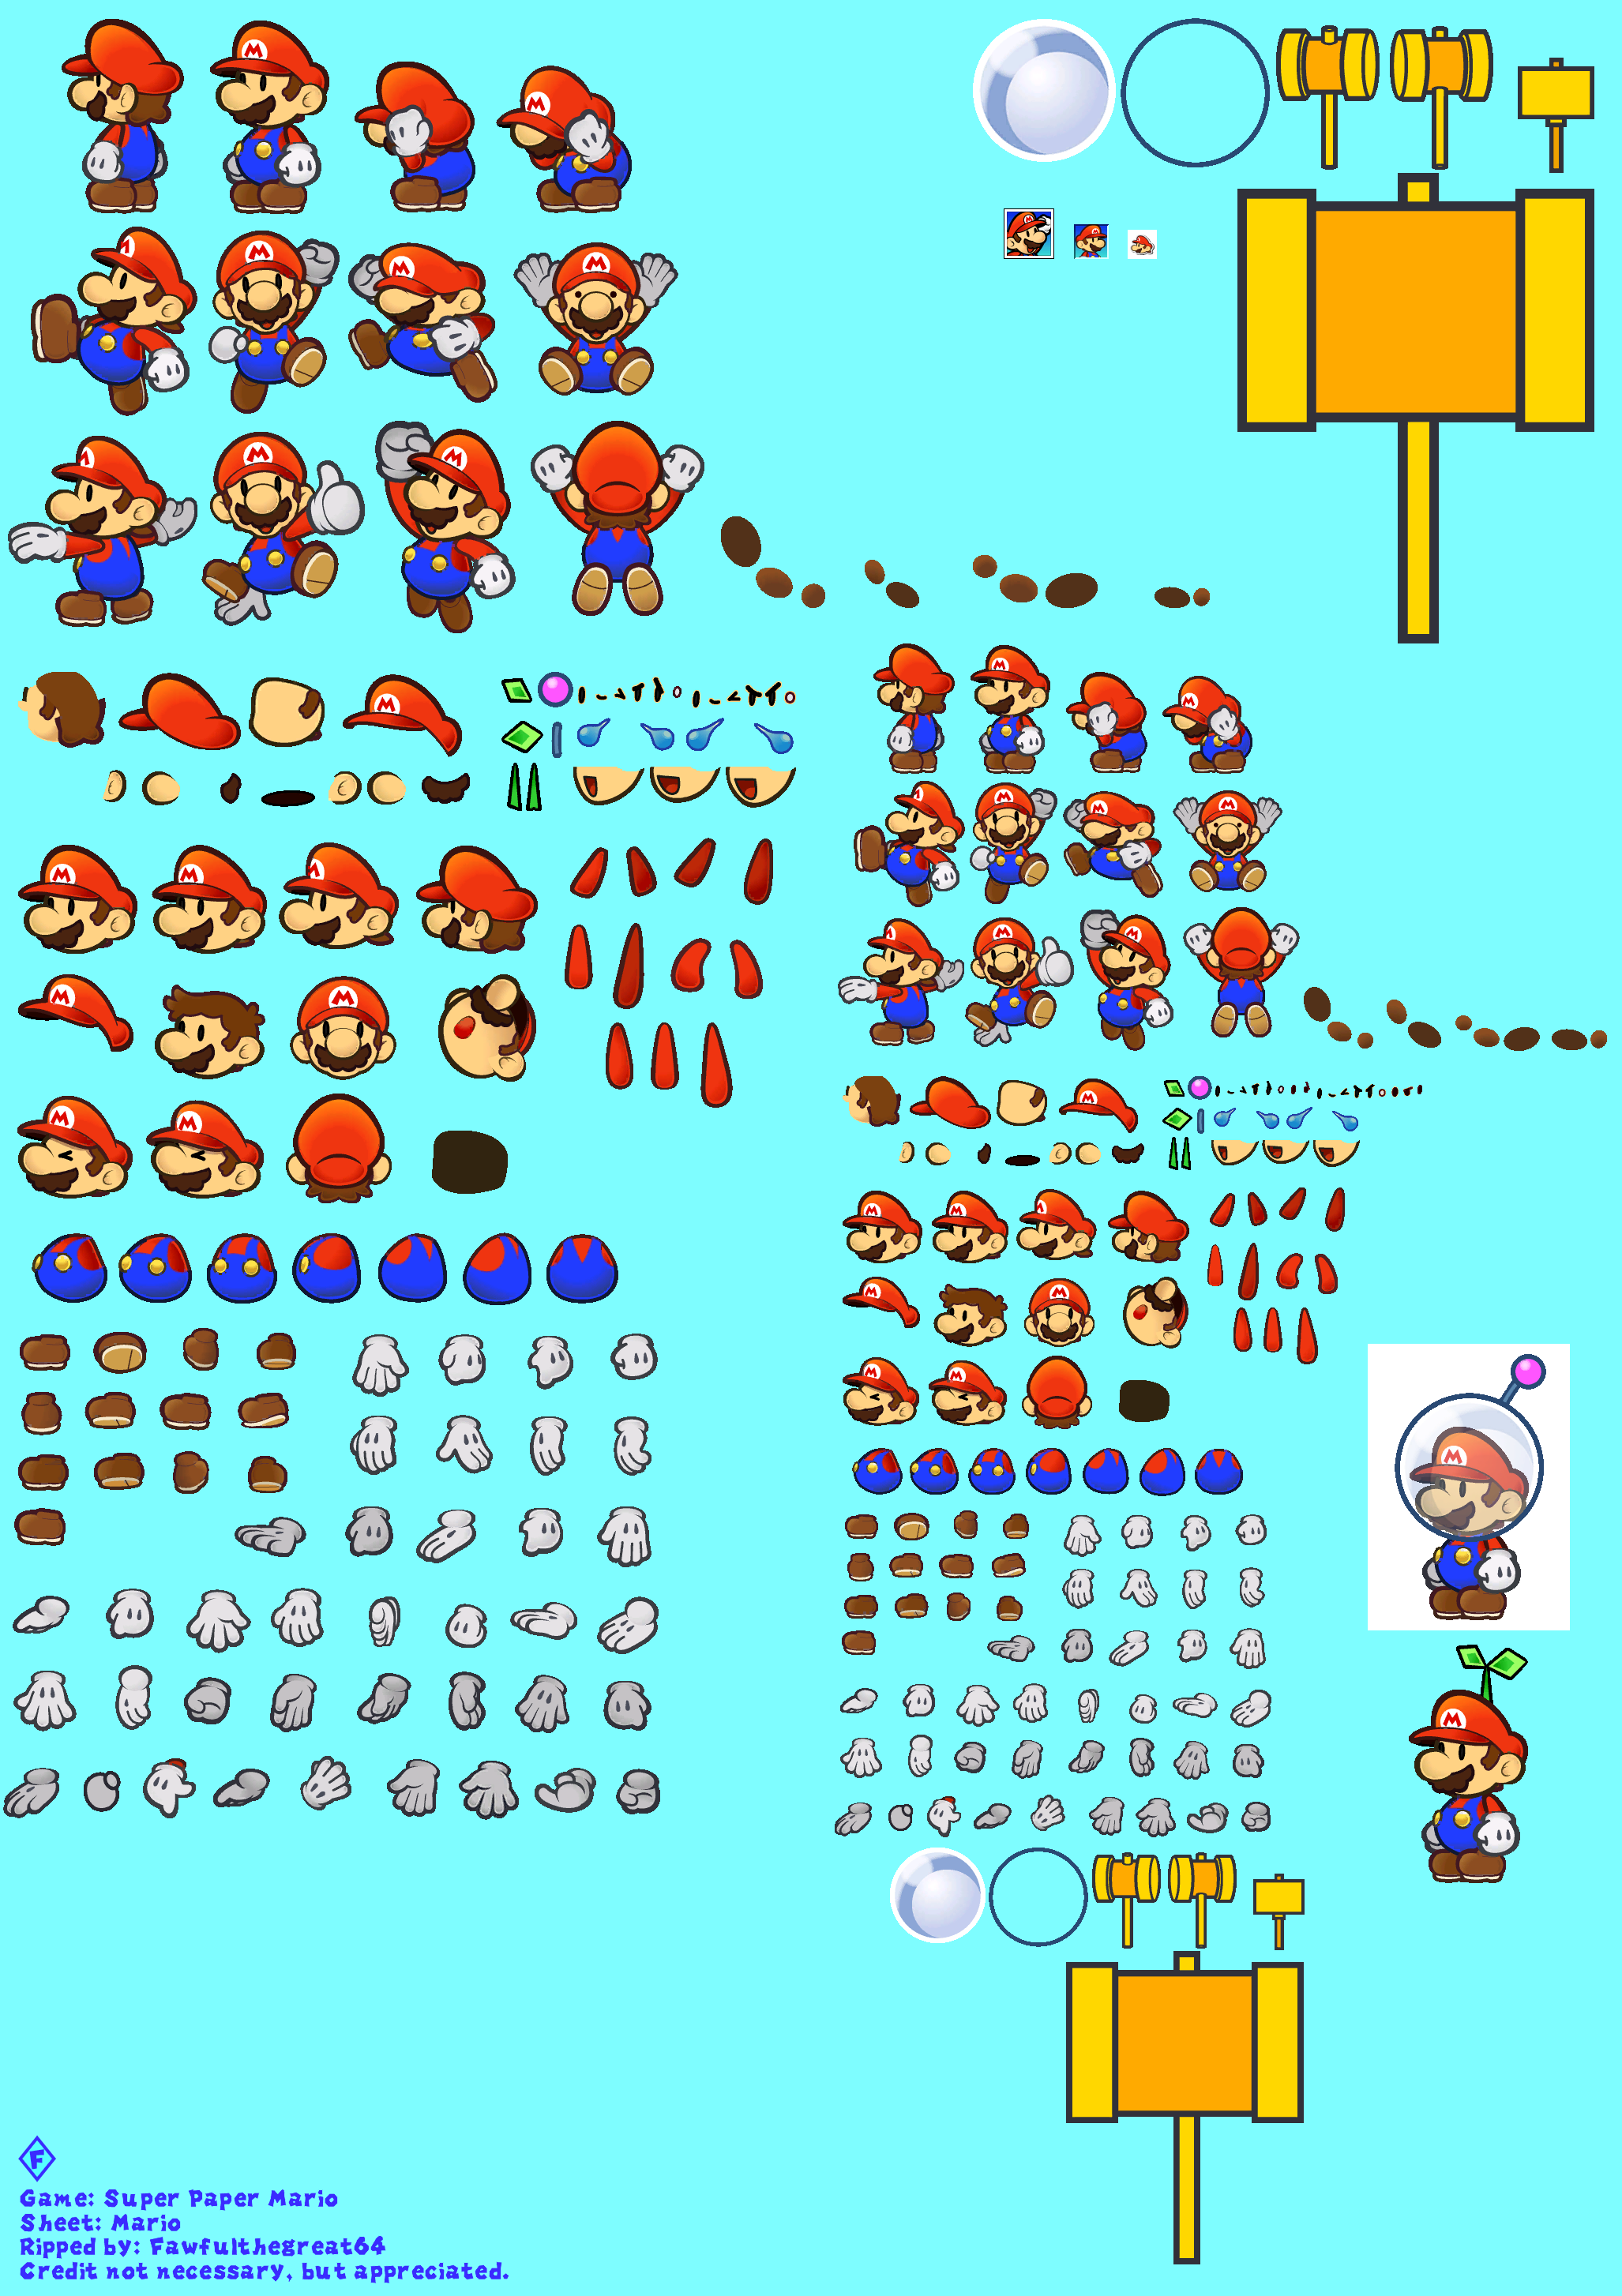 F
Game: Super Paper Mario
Sheet: Mario
Ripped by: Fawfulthegreat64
Credit not necessary, but appreciated.